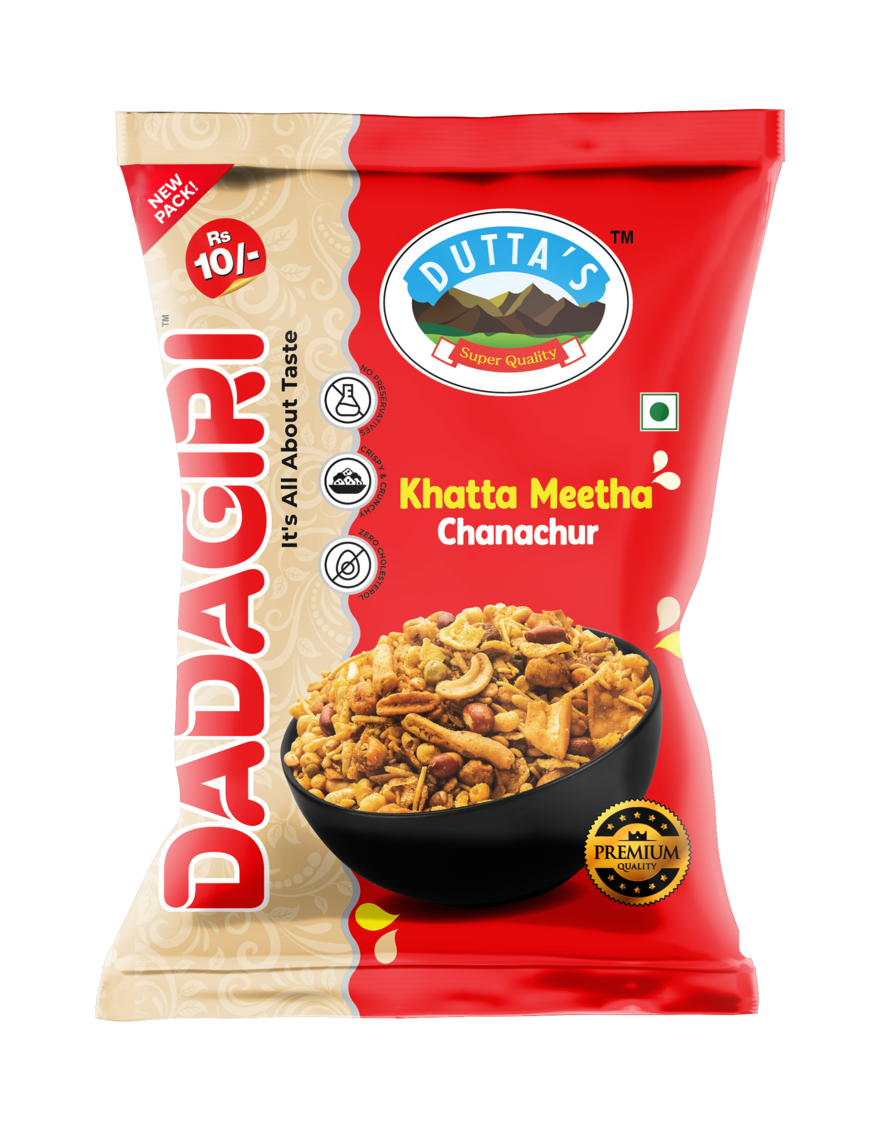 NEW
PACK!
Rs
10/-
DADAGIRI
TM
It's All About Taste
DUTTA'S
TM
Super Quality
NO PRESERVATIVES
CRISPY & CRUNCHY
ZERO CHOLESTEROL
Khatta Meetha
Chanachur
PREMIUM
QUALITY